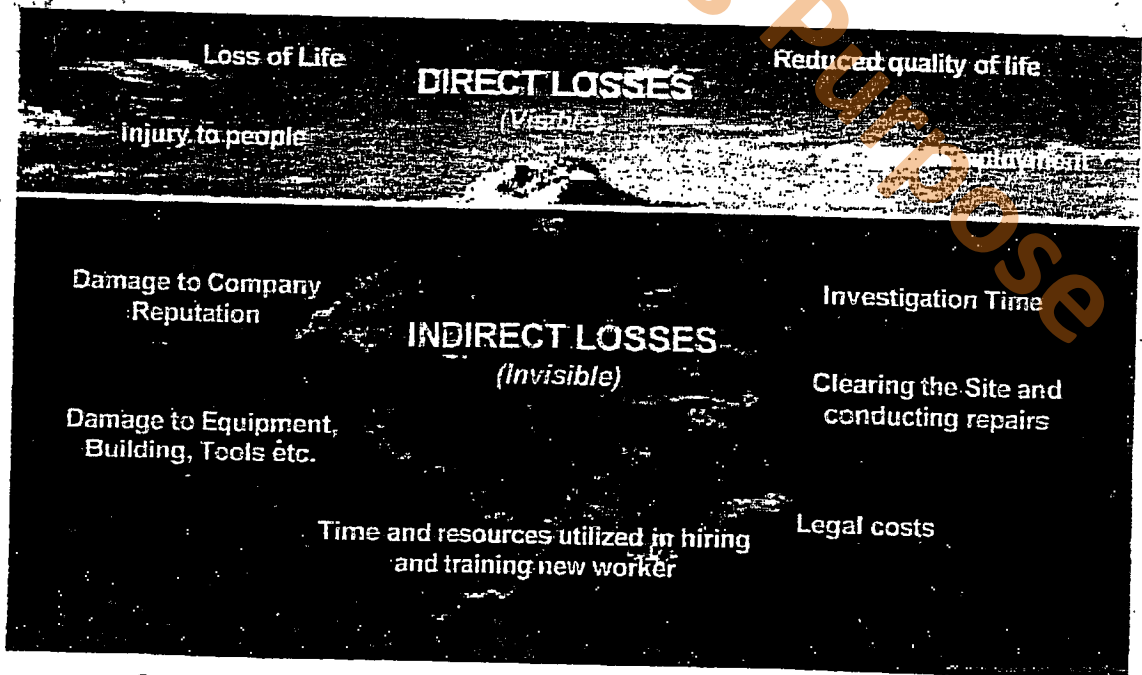 Loss of Life
DIRECT LOSSES
(Visible)
Reduced quality of life
Injury to people
Damage to Company
Reputation
INDIRECT LOSSES
(Invisible)
Investigation Time
Clearing the Site and
conducting repairs
Damage to Equipment,
Building, Tools etc.
Time and resources utilized in hiring
and training new worker
Legal costs
Purpose